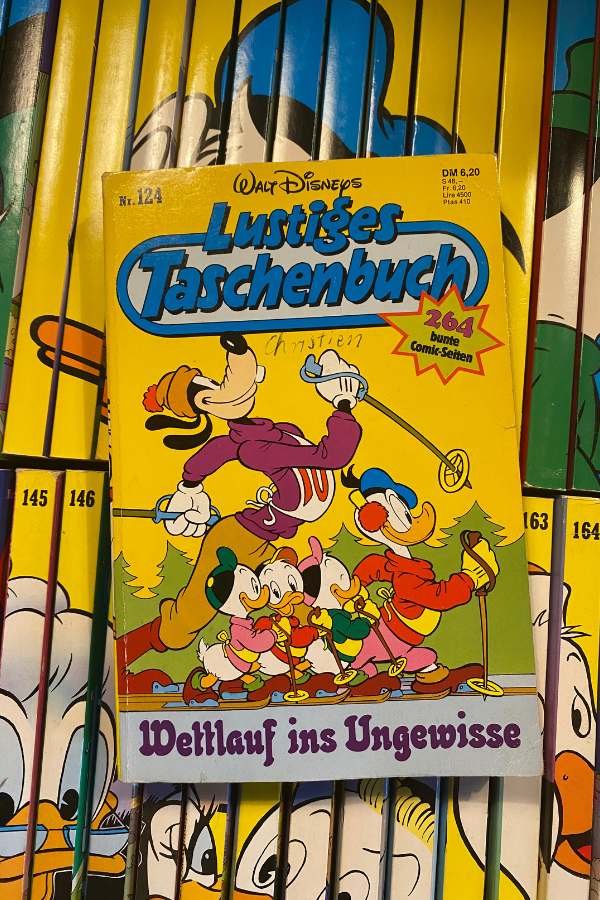 Nr. 124
WALT DISNEYS
DM 6,20
S 48,–
Fr. 6,20
Lire 4500
Ptas 410
Lustiges
Taschenbuch
264
bunte
Comic-Seiten
Christien
10
Wettlauf ins Ungewisse
145
146
163
164